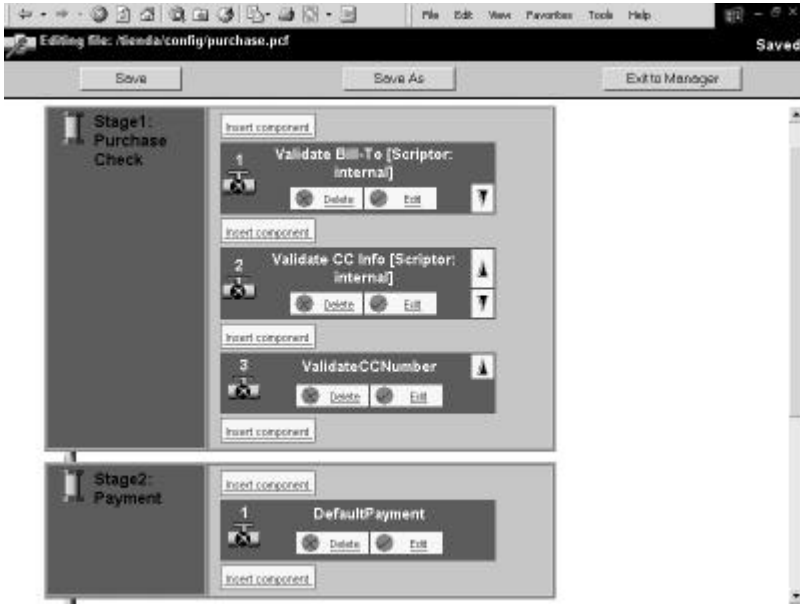 File Edit View Favorites Tools Help
Editing file: /tienda/config/purchase.pcf
Saved
Save
Save As
Exit to Manager
Stage1:
Purchase
Check
Insert component
1
Validate Bill-To [Scriptor:
internal]
Delete
Edit
Insert component
2
Validate CC Info [Scriptor:
internal]
Delete
Edit
Insert component
3
ValidateCCNumber
Delete
Edit
Insert component
Stage2:
Payment
Insert component
1
DefaultPayment
Delete
Edit
Insert component